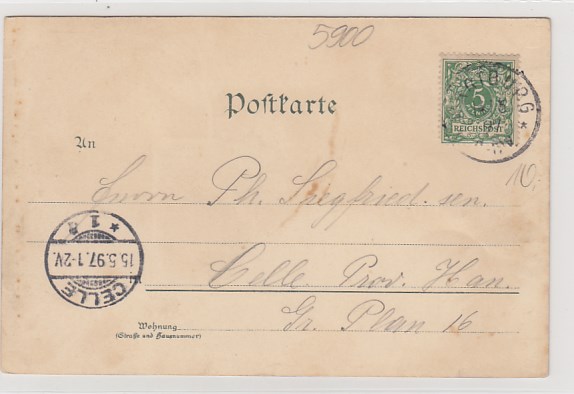 5900
Postkarte
5
REICHSPOST
An
10,-
Herrn Ph. Siegfried sen.
* 1 a
15.5.97.1-2V.
CELLE
Celle Prov. Han.
Gr. Plan 16
Wohnung
(Straße und Hausnummer)